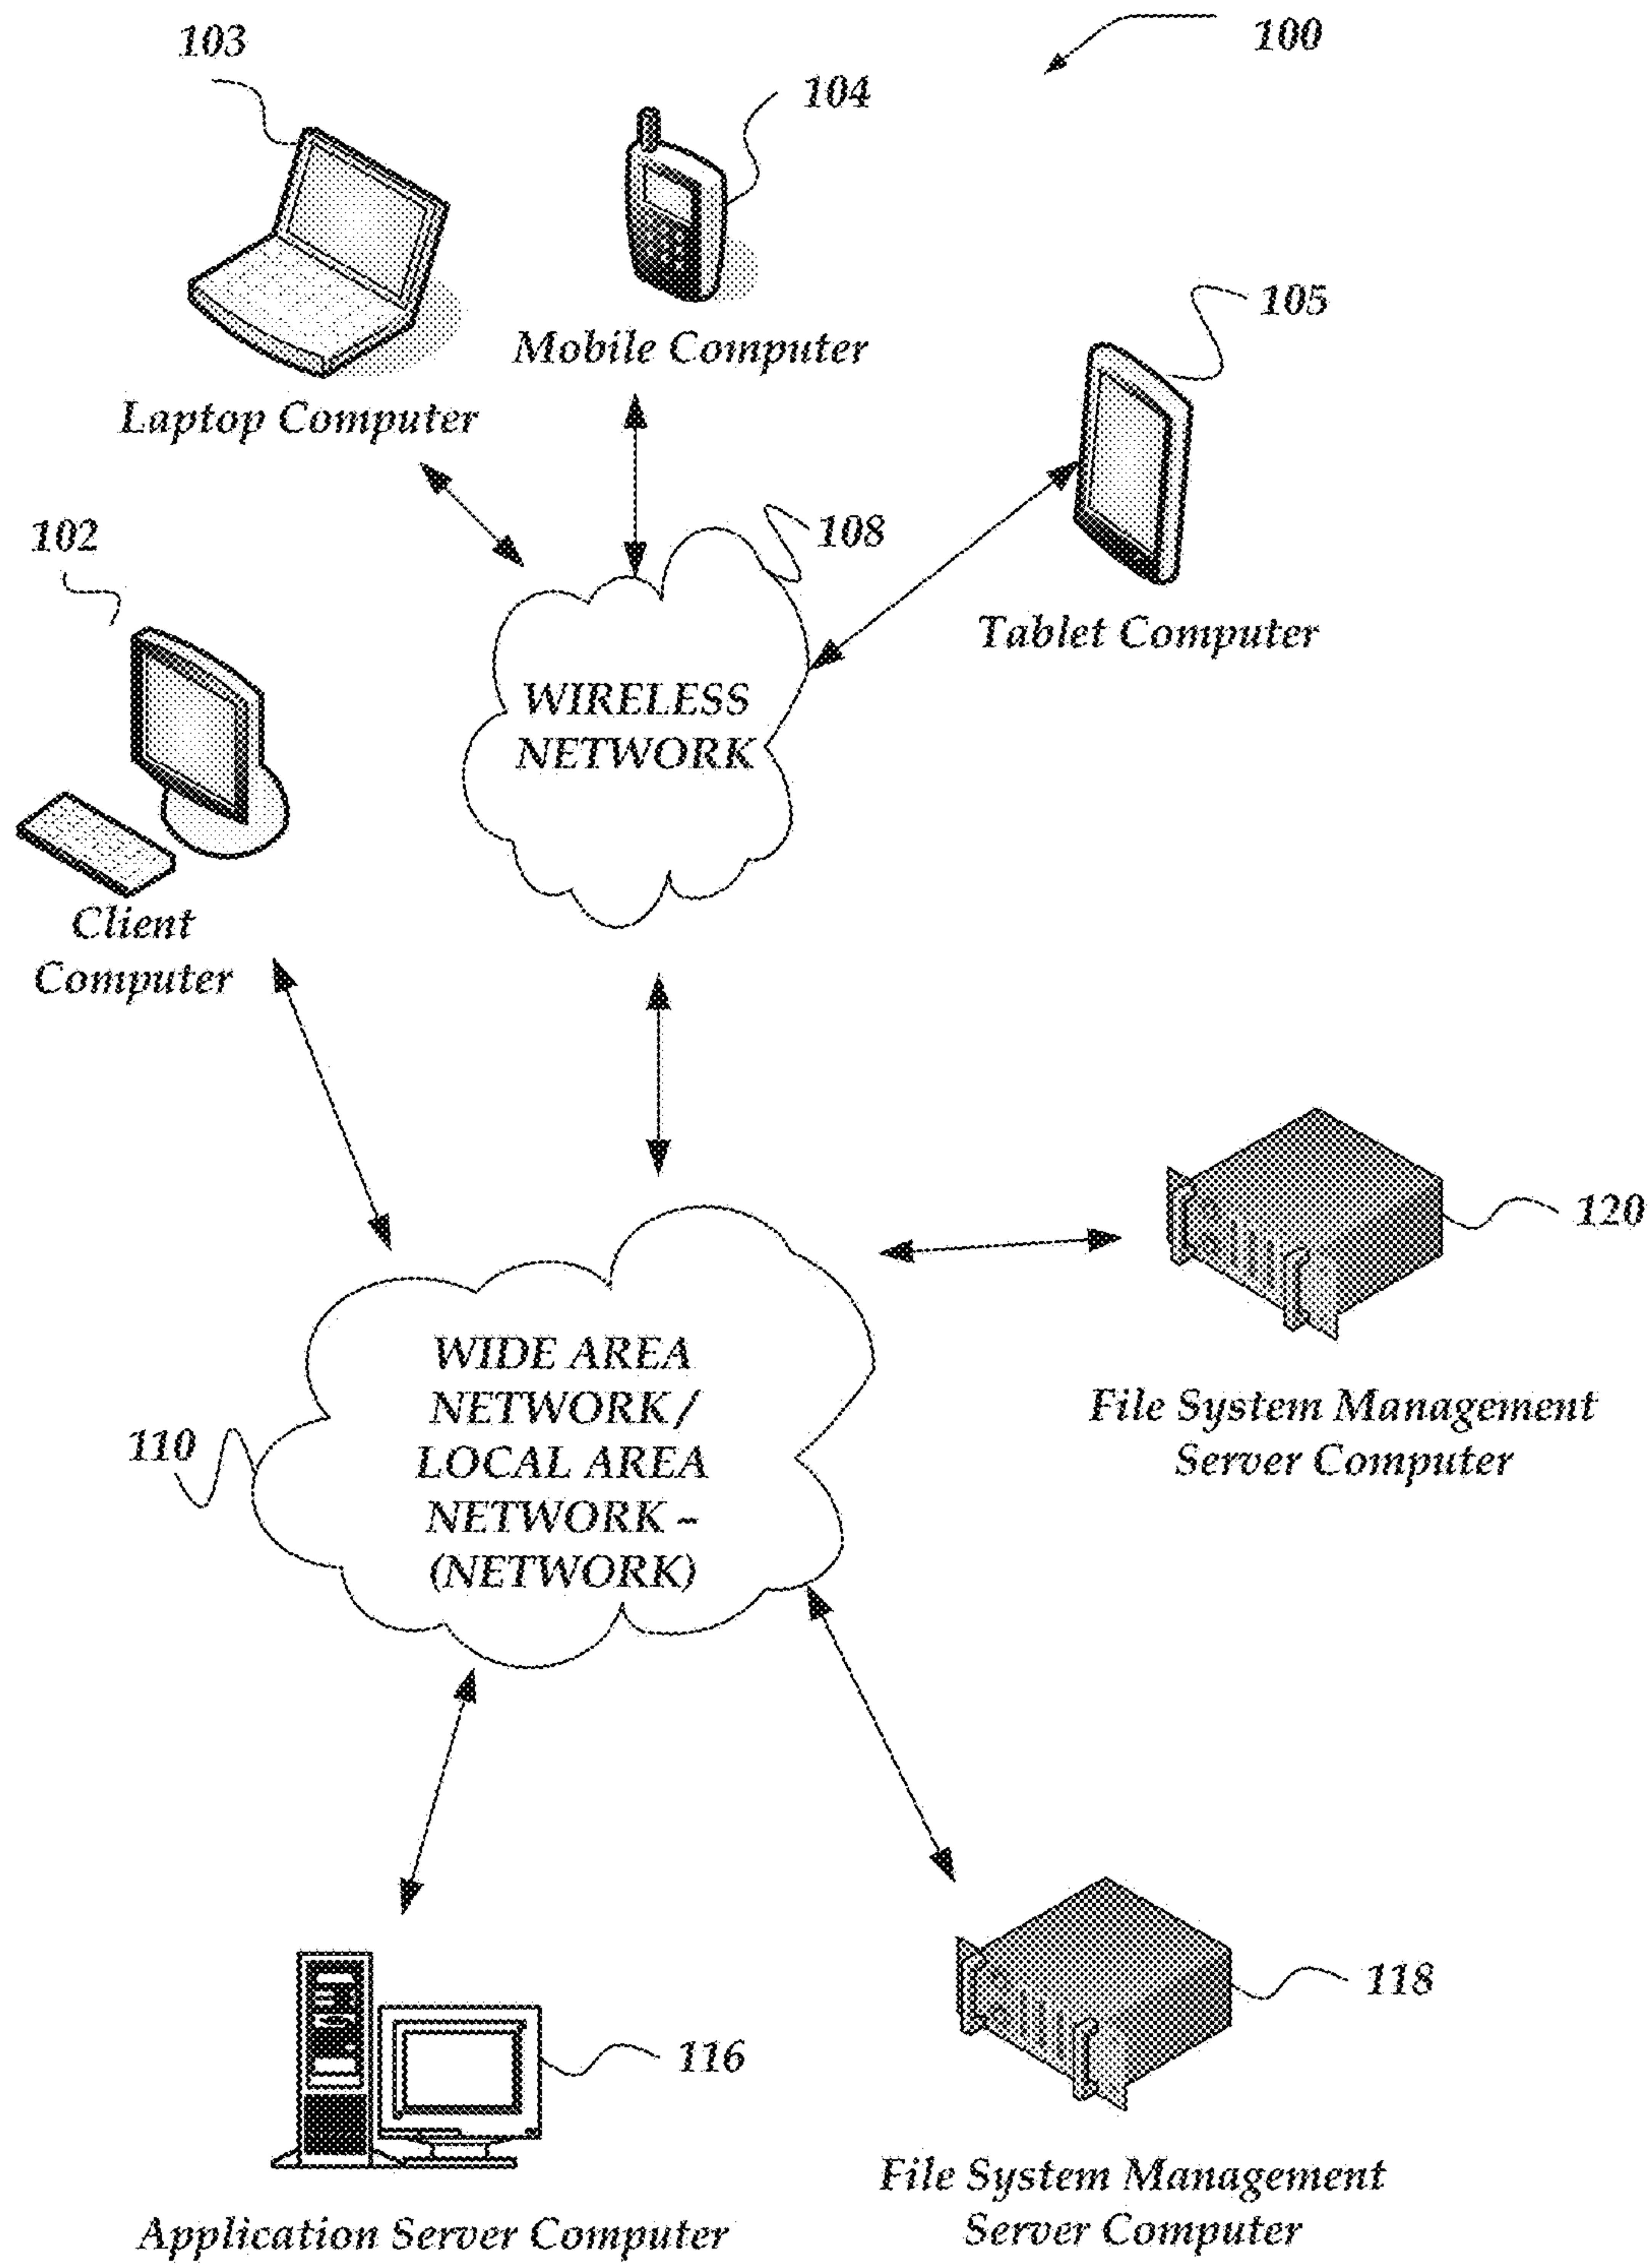 103
100
104
105
Mobile Computer
Laptop Computer
102
108
Tablet Computer
WIRELESS
NETWORK
Client
Computer
120
WIDE AREA
NETWORK /
LOCAL AREA
NETWORK –
(NETWORK)
110
File System Management
Server Computer
118
116
File System Management
Server Computer
Application Server Computer